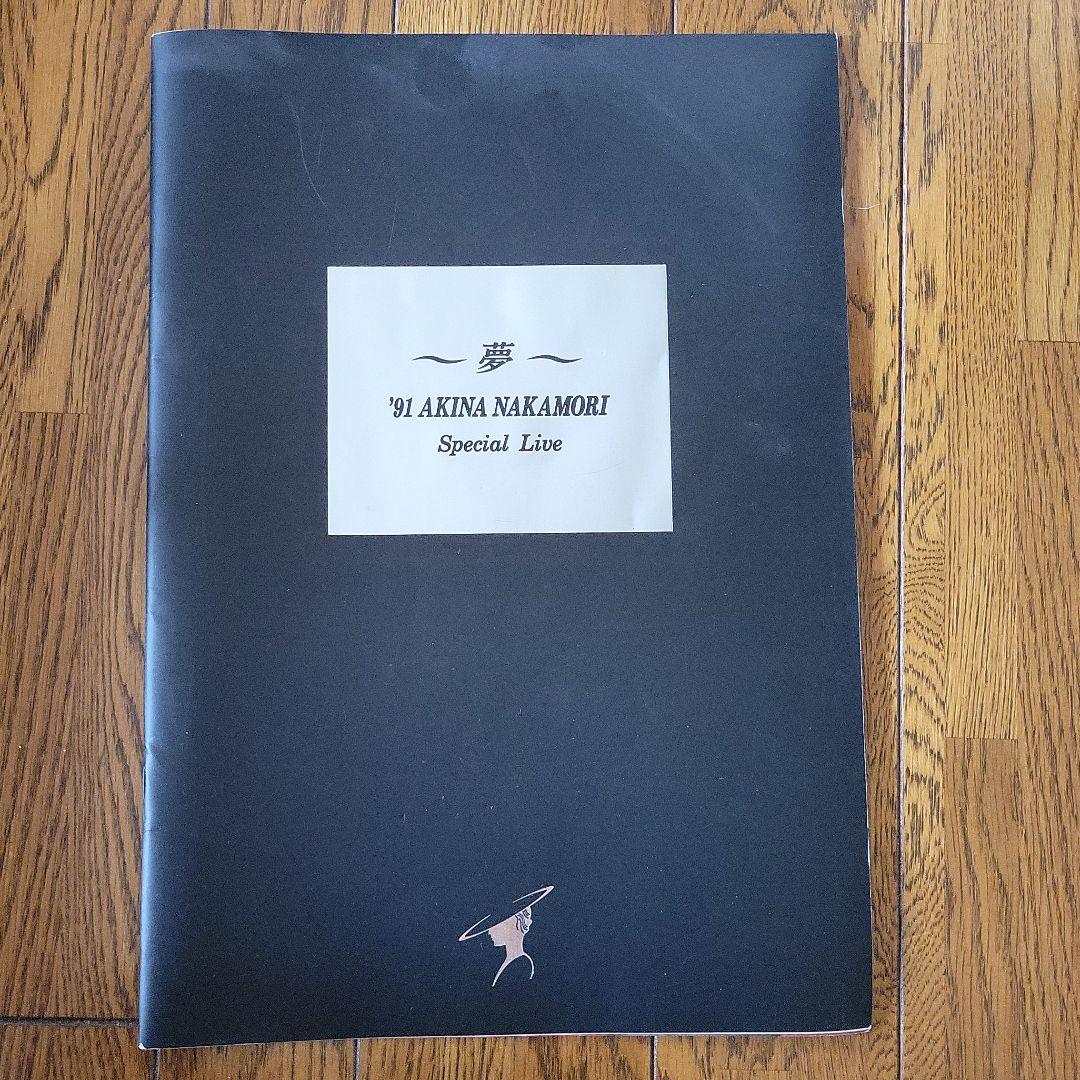 〜 夢 〜
'91 AKINA NAKAMORI
Special Live